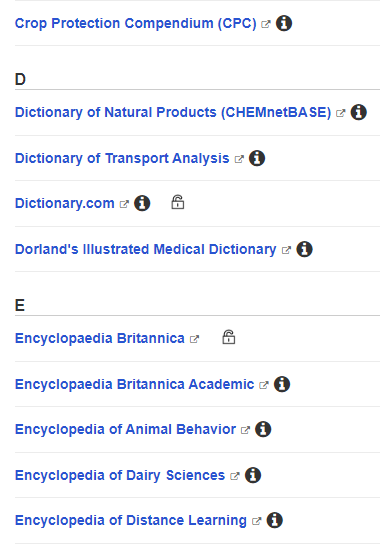 Crop Protection Compendium (CPC)
D
Dictionary of Natural Products (CHEMnetBASE)
Dictionary of Transport Analysis
Dictionary.com
Dorland's Illustrated Medical Dictionary
E
Encyclopaedia Britannica
Encyclopaedia Britannica Academic
Encyclopedia of Animal Behavior
Encyclopedia of Dairy Sciences
Encyclopedia of Distance Learning